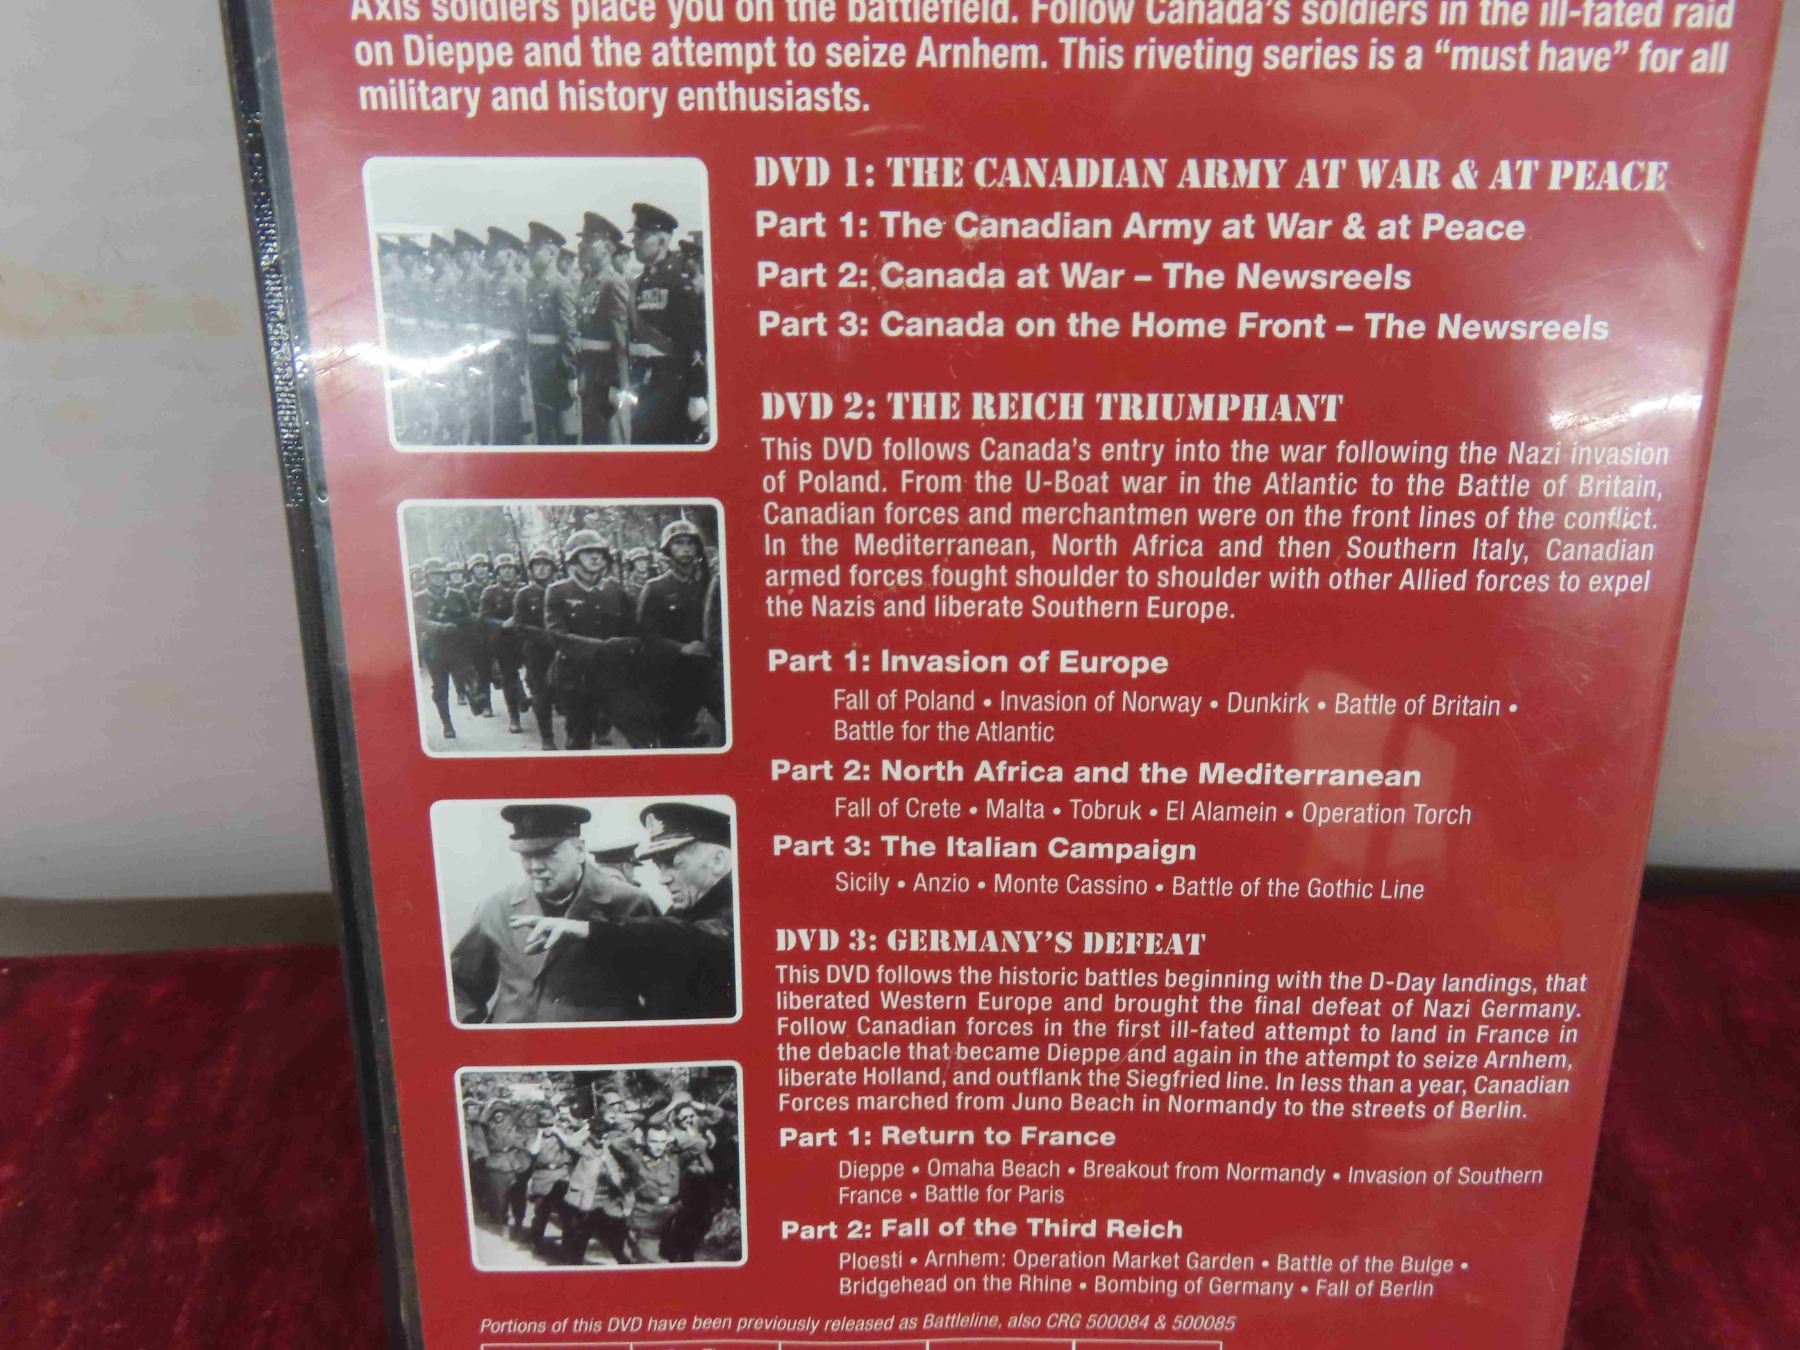 Axis soldiers place you on the battlefield. Follow Canada's soldiers in the ill-fated raid
on Dieppe and the attempt to seize Arnhem. This riveting series is a “must have” for all
military and history enthusiasts.
DVD 1: THE CANADIAN ARMY AT WAR & AT PEACE
Part 1: The Canadian Army at War & at Peace
Part 2: Canada at War – The Newsreels
Part 3: Canada on the Home Front – The Newsreels
DVD 2: THE REICH TRIUMPHANT
This DVD follows Canada's entry into the war following the Nazi invasion
of Poland. From the U-Boat war in the Atlantic to the Battle of Britain,
Canadian forces and merchantmen were on the front lines of the conflict.
In the Mediterranean, North Africa and then Southern Italy, Canadian
armed forces fought shoulder to shoulder with other Allied forces to expel
the Nazis and liberate Southern Europe.
Part 1: Invasion of Europe
Fall of Poland • Invasion of Norway • Dunkirk • Battle of Britain •
Battle for the Atlantic
Part 2: North Africa and the Mediterranean
Fall of Crete • Malta • Tobruk • El Alamein • Operation Torch
Part 3: The Italian Campaign
Sicily • Anzio • Monte Cassino • Battle of the Gothic Line
DVD 3: GERMANY'S DEFEAT
This DVD follows the historic battles beginning with the D-Day landings, that
liberated Western Europe and brought the final defeat of Nazi Germany.
Follow Canadian forces in the first ill-fated attempt to land in France in
the debacle that became Dieppe and again in the attempt to seize Arnhem,
liberate Holland, and outflank the Siegfried line. In less than a year, Canadian
Forces marched from Juno Beach in Normandy to the streets of Berlin.
Part 1: Return to France
Dieppe • Omaha Beach • Breakout from Normandy • Invasion of Southern
France • Battle for Paris
Part 2: Fall of the Third Reich
Ploesti • Arnhem: Operation Market Garden • Battle of the Bulge •
Bridgehead on the Rhine • Bombing of Germany • Fall of Berlin
Portions of this DVD have been previously released as Battleline, also CRG 500084 & 500085